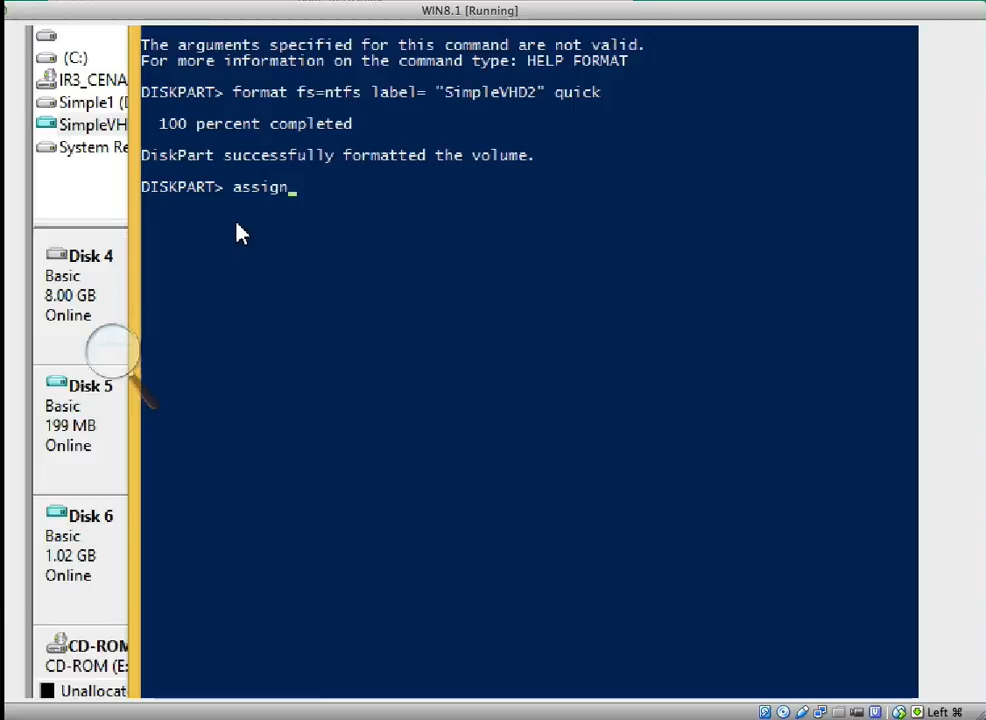 WIN8.1 [Running]
(C:)
IR3_CENA
Simple1 (
SimpleVH
System Re
The arguments specified for this command are not valid.
For more information on the command type: HELP FORMAT
DISKPART> format fs=ntfs label= "SimpleVHD2" quick
100 percent completed
DiskPart successfully formatted the volume.
DISKPART> assign_
Disk 4
Basic
8.00 GB
Online
Disk 5
Basic
199 MB
Online
Disk 6
Basic
1.02 GB
Online
CD-ROM
CD-ROM (E:
Unallocat
Left ⌘